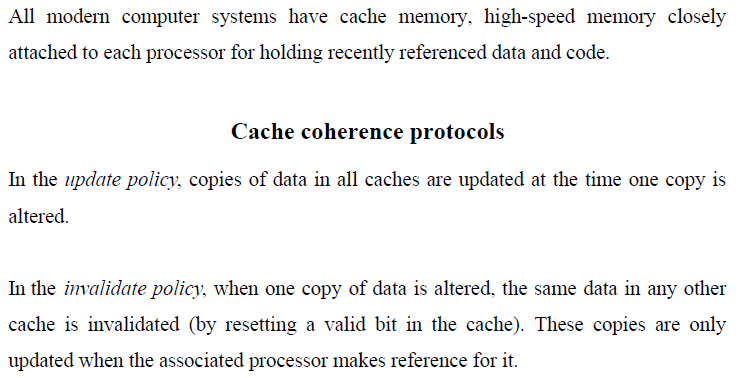 All modern computer systems have cache memory, high-speed memory closely
attached to each processor for holding recently referenced data and code.
Cache coherence protocols
In the update policy, copies of data in all caches are updated at the time one copy is
altered.
In the invalidate policy, when one copy of data is altered, the same data in any other
cache is invalidated (by resetting a valid bit in the cache). These copies are only
updated when the associated processor makes reference for it.